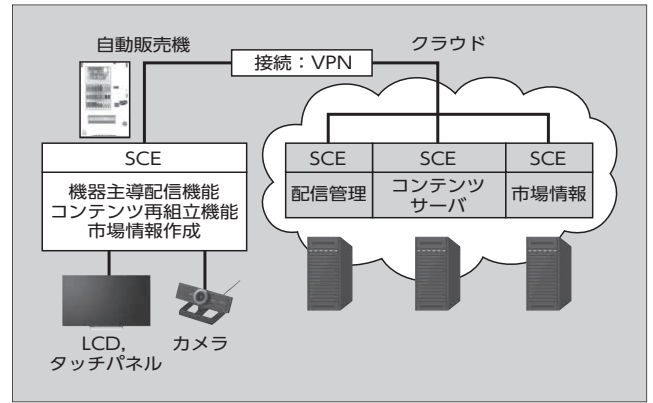 自動販売機
クラウド
接続：VPN
SCE
機器主導配信機能
コンテンツ再組立機能
市場情報作成
SCE
配信管理
SCE
コンテンツ
サーバ
SCE
市場情報
LCD,
タッチパネル
カメラ